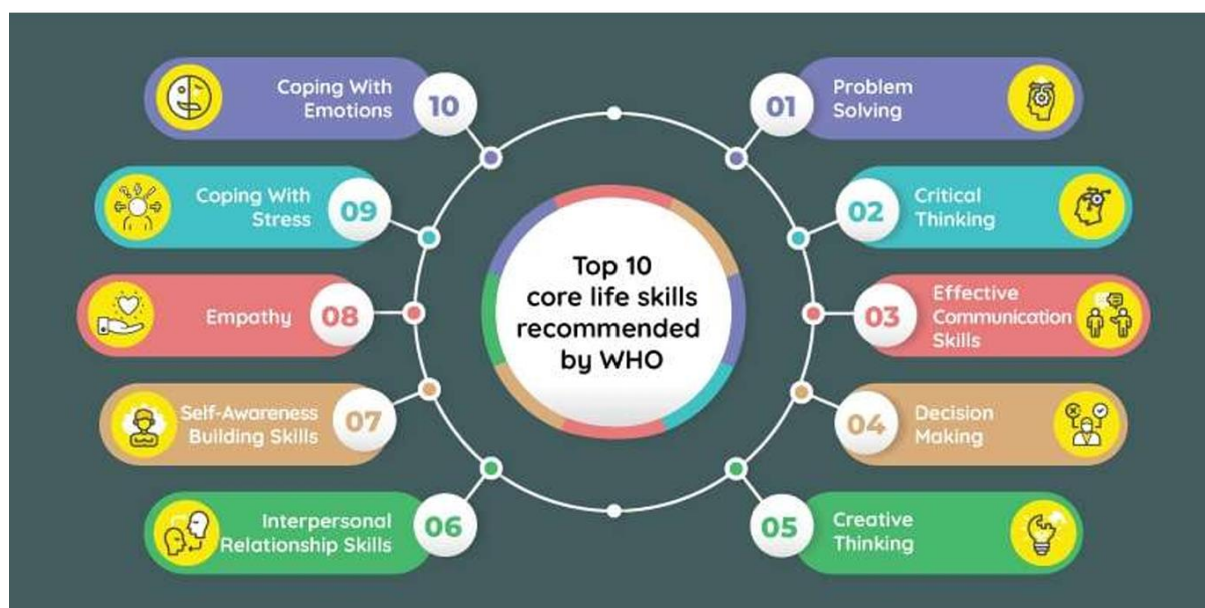 Top 10
core life skills
recommended
by WHO
01
Problem
Solving
02
Critical
Thinking
03
Effective
Communication
Skills
04
Decision
Making
05
Creative
Thinking
06
Interpersonal
Relationship Skills
07
Self-Awareness
Building Skills
08
Empathy
09
Coping With
Stress
10
Coping With
Emotions